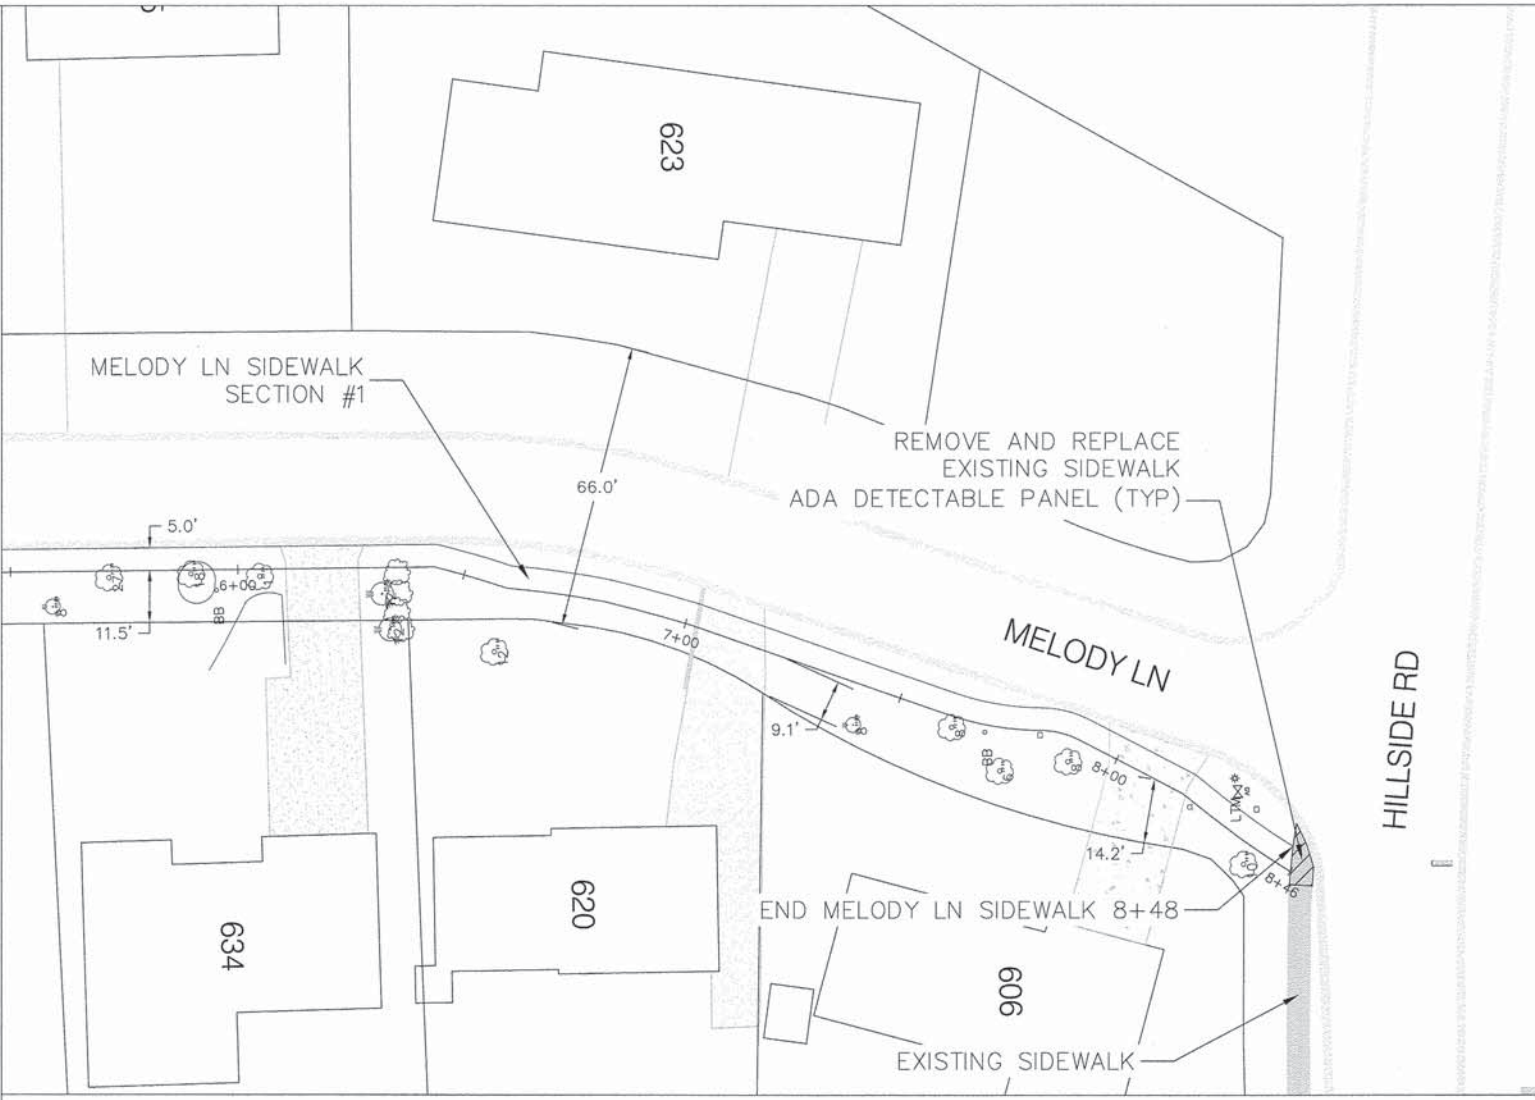 623
MELODY LN SIDEWALK
SECTION #1
REMOVE AND REPLACE
EXISTING SIDEWALK
ADA DETECTABLE PANEL (TYP)
66.0'
5.0'
6+00
BB
11.5'
7+00
MELODY LN
HILLSIDE RD
9.1'
BB
8+00
14.2'
8+46
END MELODY LN SIDEWALK 8+48
634
620
606
EXISTING SIDEWALK